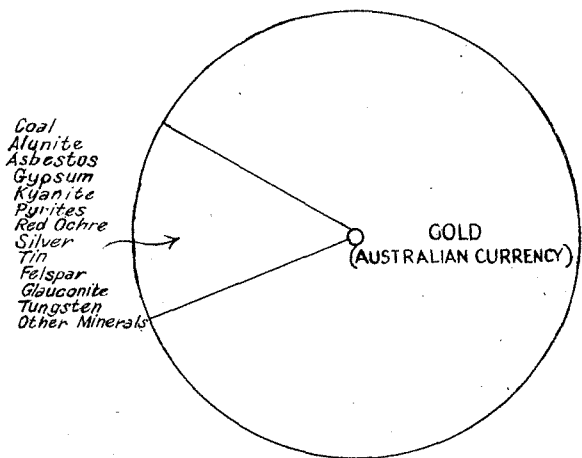 Coal
Alunite
Asbestos
Gypsum
Kyanite
Pyrites
Red Ochre
Silver
Tin
Felspar
Glauconite
Tungsten
Other Minerals
GOLD
(AUSTRALIAN CURRENCY)